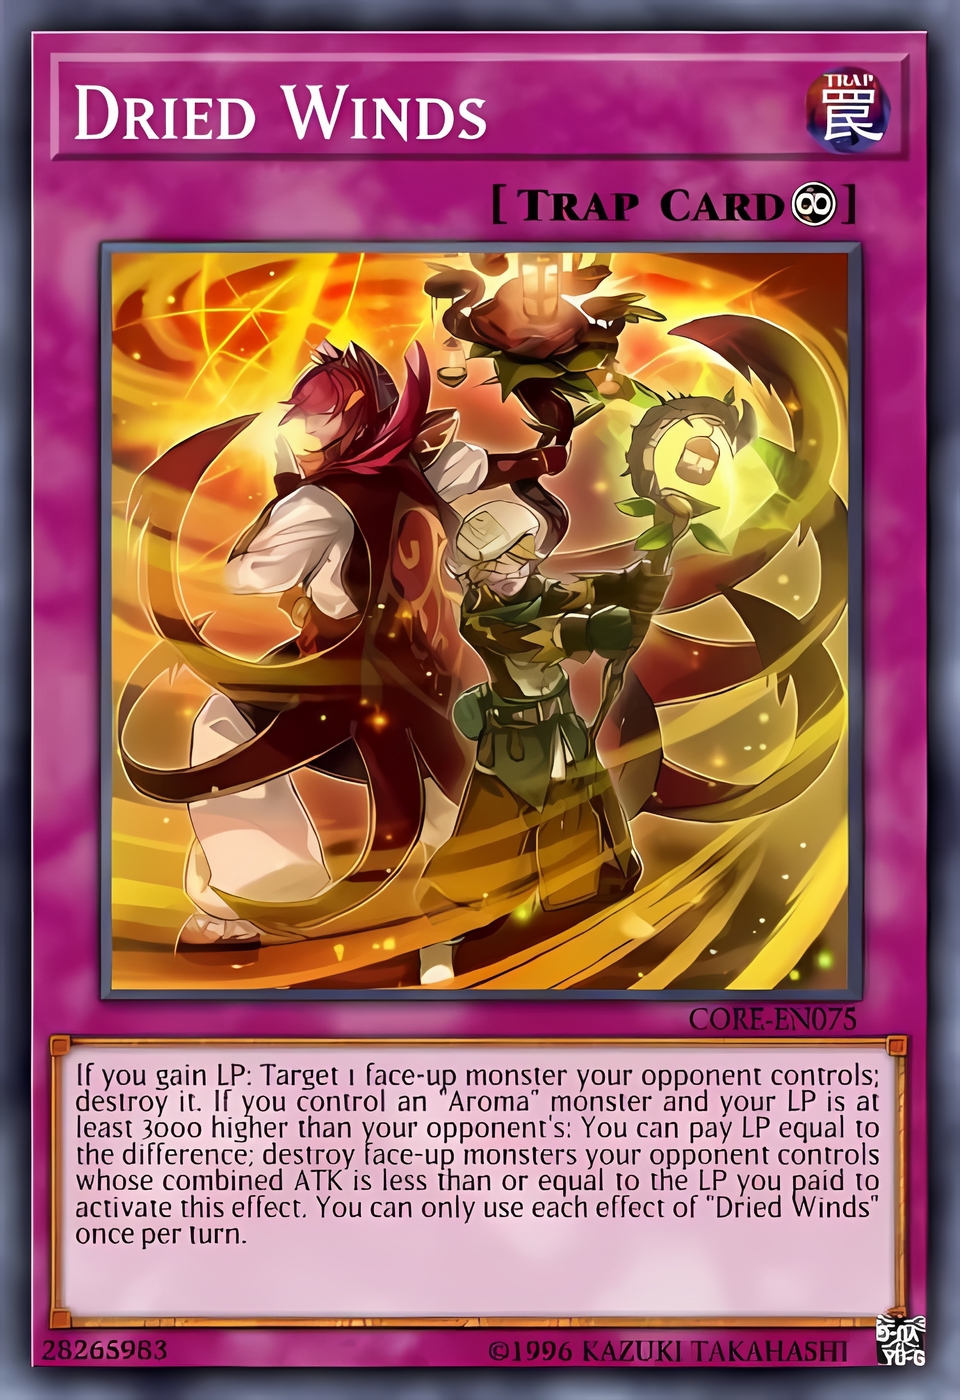 DRIED WINDS
TRAP
罠
[TRAP CARD∞]
CORE-EN075
If you gain LP: Target 1 face-up monster your opponent controls;
destroy it. If you control an "Aroma" monster and your LP is at
least 3000 higher than your opponent's: You can pay LP equal to
the difference; destroy face-up monsters your opponent controls
whose combined ATK is less than or equal to the LP you paid to
activate this effect. You can only use each effect of "Dried Winds"
once per turn.
28265983
©1996 KAZUKI TAKAHASHI